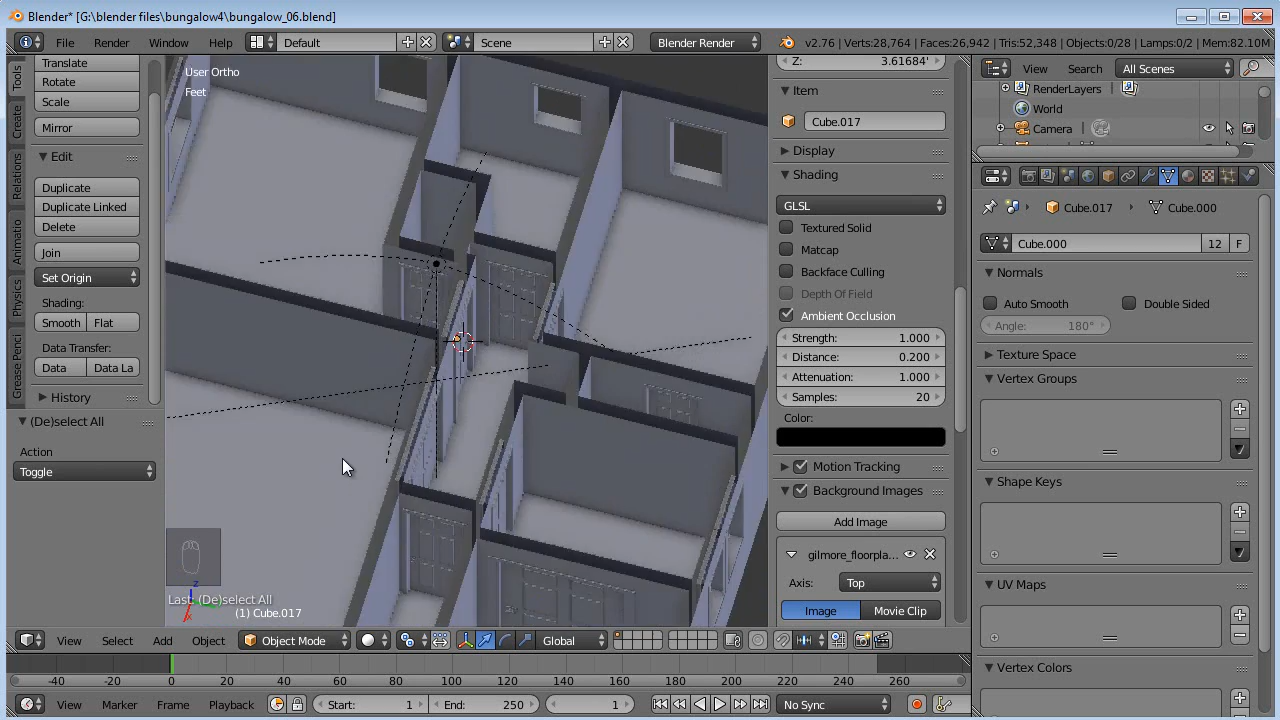 Blender* [G:\blender files\bungalow4\bungalow_06.blend]
File Render Window Help Default Scene Blender Render v2.76 | Verts:28,764 | Faces:26,942 | Tris:52,348 | Objects:0/28 | Lamps:0/2 | Mem:82.10M
Tools
Create
Relations
Animatio
Physics
Grease Penci
Translate
Rotate
Scale
Mirror
Edit
Duplicate
Duplicate Linked
Delete
Join
Set Origin
Shading:
Smooth Flat
Data Transfer:
Data Data La
History
(De)select All
Action
Toggle
User Ortho
Feet
z
x
Last: (De)select All
(1) Cube.017
Z: 3.61684'
Item
Cube.017
Display
Shading
GLSL
Textured Solid
Matcap
Backface Culling
Depth Of Field
Ambient Occlusion
Strength: 1.000
Distance: 0.200
Attenuation: 1.000
Samples: 20
Color:
Motion Tracking
Background Images
Add Image
gilmore_floorpla...
Axis: Top
Image Movie Clip
View Search All Scenes
RenderLayers
World
Camera
Cube.017 Cube.000
Cube.000 12 F
Normals
Auto Smooth Double Sided
Angle: 180°
Texture Space
Vertex Groups
Shape Keys
UV Maps
Vertex Colors
View Select Add Object Object Mode Global
-40 -20 0 20 40 60 80 100 120 140 160 180 200 220 240 260
View Marker Frame Playback Start: 1 End: 250 1 No Sync